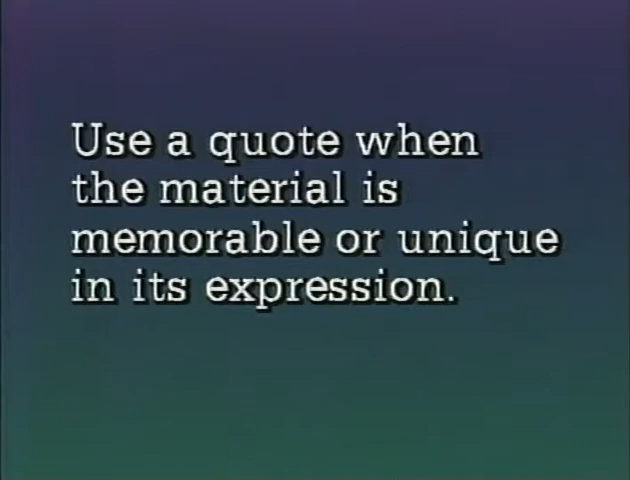 Use a quote when
the material is
memorable or unique
in its expression.